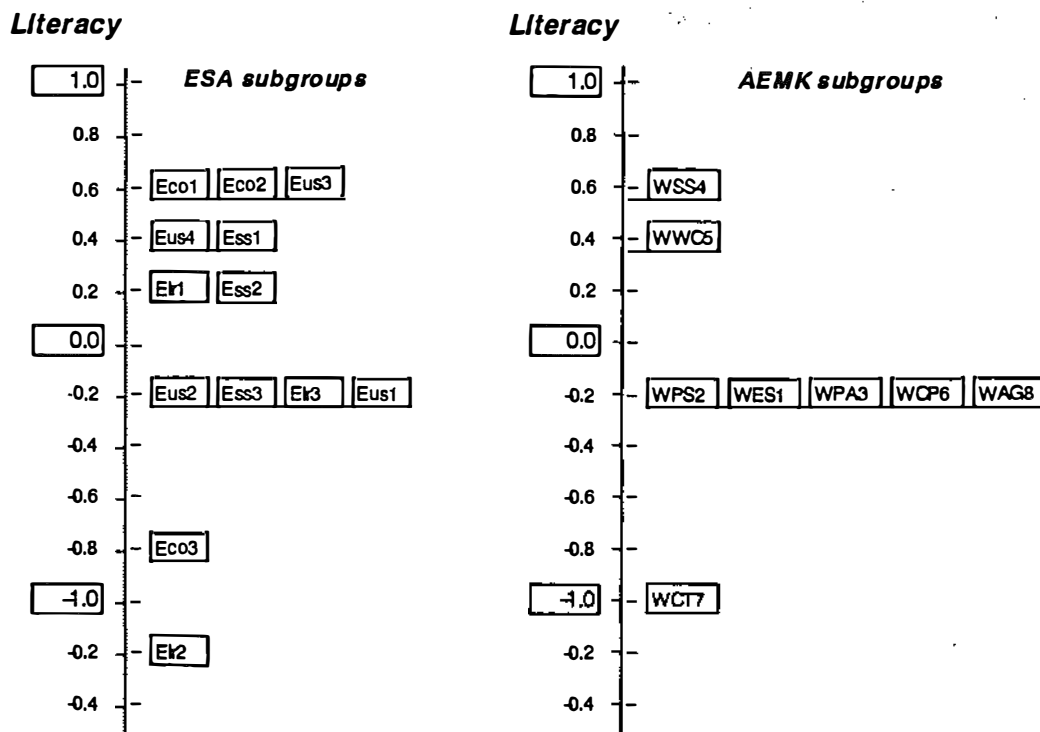 Literacy
ESA subgroups
1.0
0.8
0.6 Eco1 Eco2 Eus3
0.4 Eus4 Ess1
0.2 Elr1 Ess2
0.0
-0.2 Eus2 Ess3 Elr3 Eus1
-0.4
-0.6
-0.8 Eco3
-1.0
-0.2 Elr2
-0.4
Literacy
AEMK subgroups
1.0
0.8
0.6 WSS4
0.4 WWC5
0.2
0.0
-0.2 WPS2 WES1 WPA3 WCP6 WAG8
-0.4
-0.6
-0.8
-1.0 WCT7
-0.2
-0.4